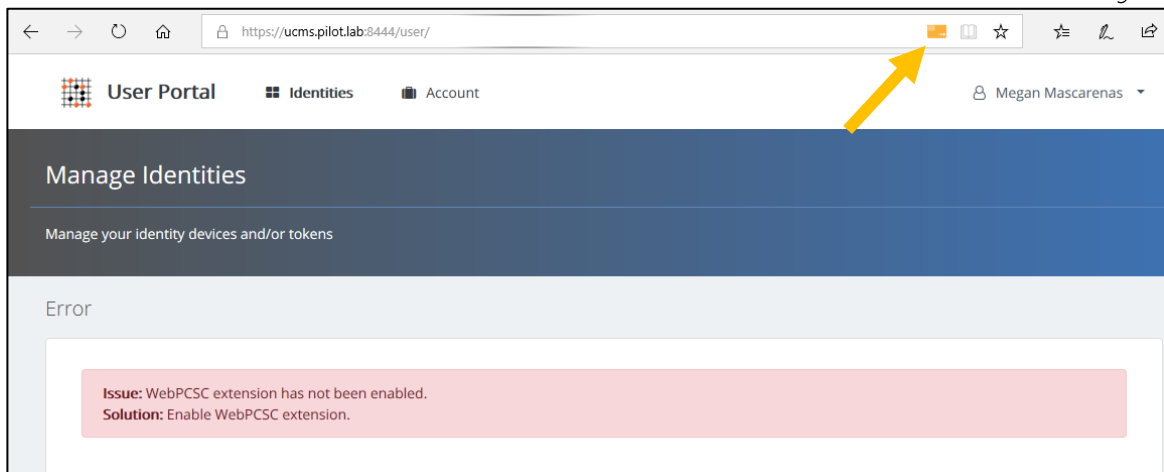 https://ucms.pilot.lab:8444/user/
User Portal Identities Account Megan Mascarenas
Manage Identities
Manage your identity devices and/or tokens
Error
Issue: WebPCSC extension has not been enabled.
Solution: Enable WebPCSC extension.